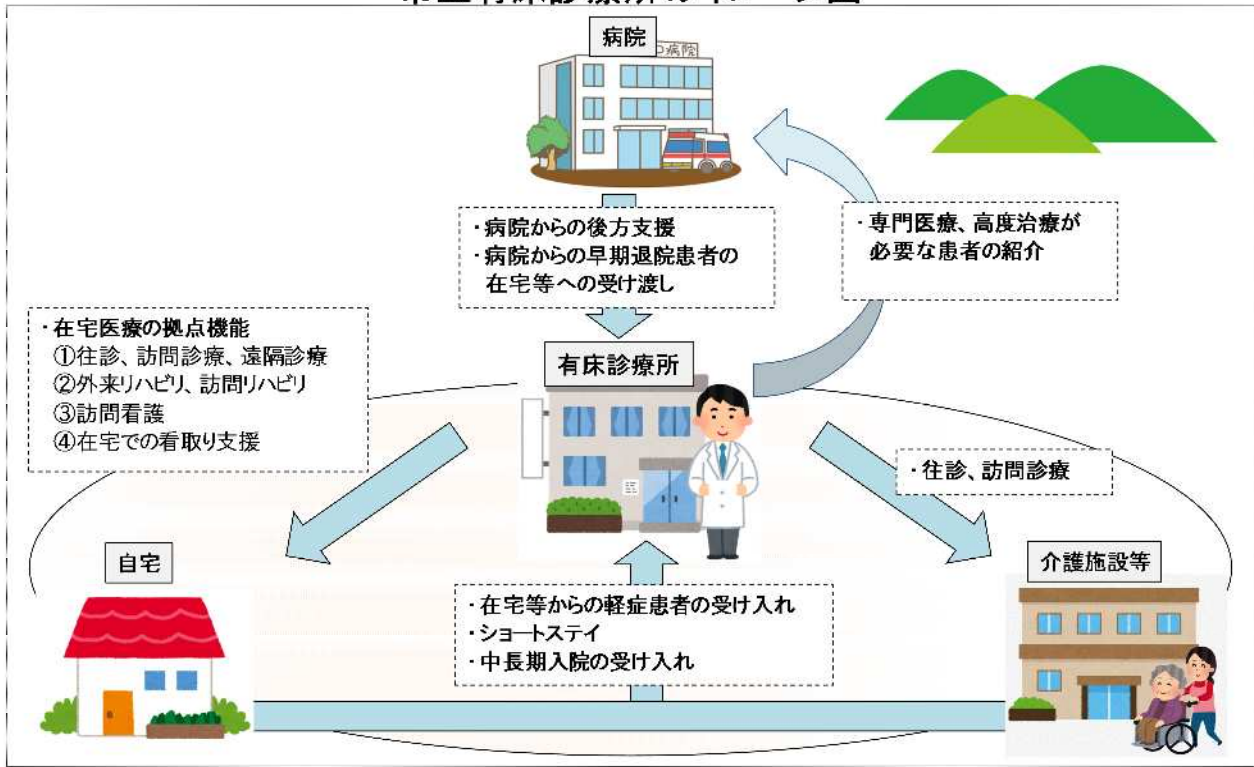 病院
病院
・病院からの後方支援
・病院からの早期退院患者の
在宅等への受け渡し
・専門医療、高度治療が
必要な患者の紹介
・在宅医療の拠点機能
①往診、訪問診療、遠隔診療
②外来リハビリ、訪問リハビリ
③訪問看護
④在宅での看取り支援
有床診療所
・往診、訪問診療
自宅
介護施設等
・在宅等からの軽症患者の受け入れ
・ショートステイ
・中長期入院の受け入れ